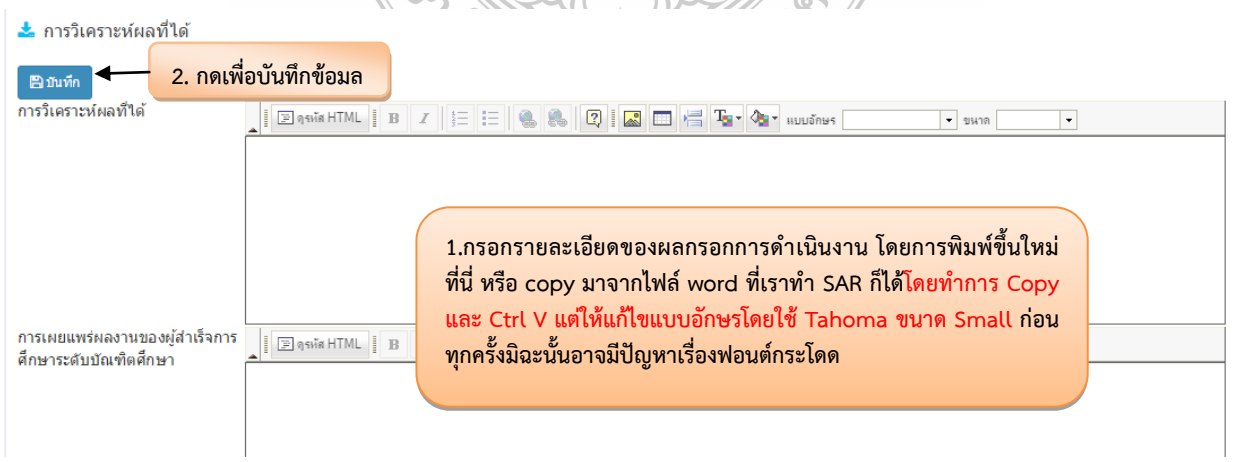 การวิเคราะห์ผลที่ได้
บันทึก
2. กดเพื่อบันทึกข้อมล
การวิเคราะห์ผลที่ได้
ดูรหัส HTML B I แบบอักษร ขนาด
1.กรอกรายละเอียดของผลกรอกการดำเนินงาน โดยการพิมพ์ขึ้นใหม่
ที่นี่ หรือ copy มาจากไฟล์ word ที่เราทำ SAR ก็ได้โดยทำการ Copy
และ Ctrl V แต่ให้แก้ไขแบบอักษรโดยใช้ Tahoma ขนาด Small ก่อน
ทุกครั้งมิฉะนั้นอาจมีปัญหาเรื่องฟอนต์กระโดด
การเผยแพร่ผลงานของผู้สำเร็จการ
ศึกษาระดับบัณฑิตศึกษา
ดูรหัส HTML B